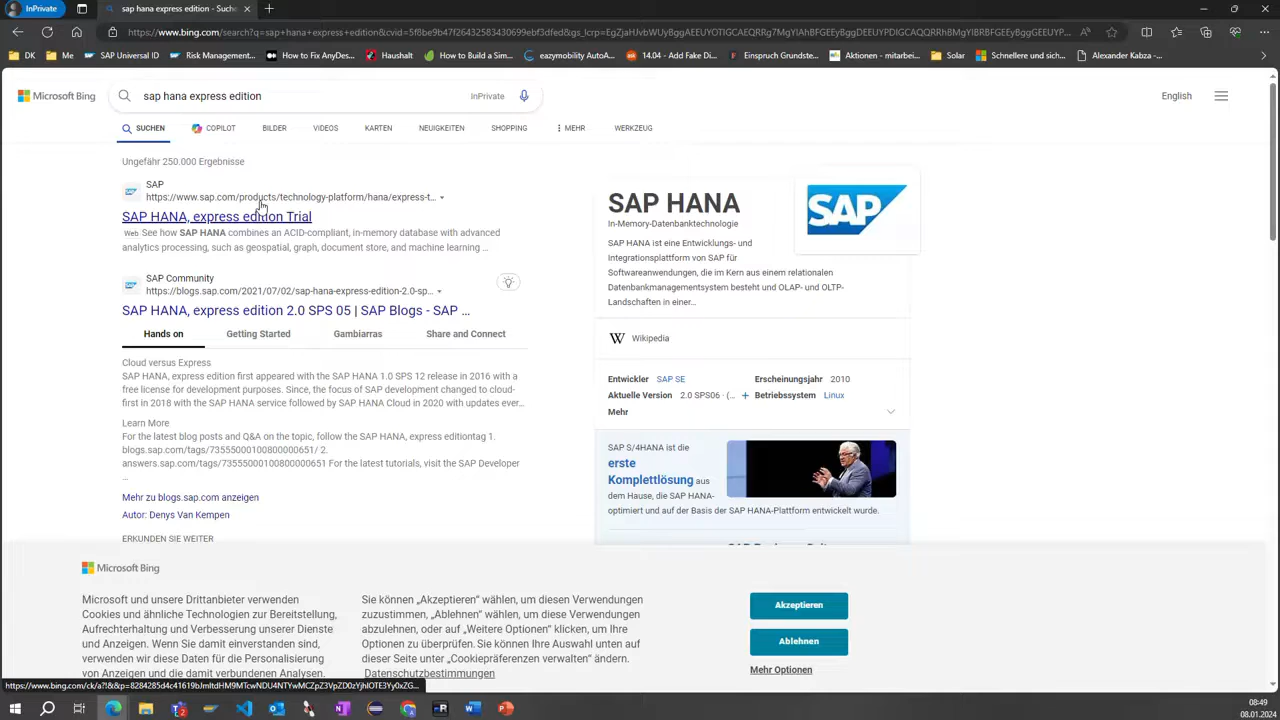 InPrivate
sap hana express edition - Suche
https://www.bing.com/search?q=sap+hana+express+edition&cvid=5f8be9b47f26432583430699ebf3dfed&gs_lcrp=
DK
Einstieg
Me
SAP Universal ID
Risk Management...
How to Fix AnyDes...
Haushalt
How to Build a Sim...
eazymobility AutoA...
14.04 - Add Fake Di...
Einsprung Grundste...
Aktionen - mitarbei...
Solar
Schnellere und sich...
Alexander Kabza -...
Microsoft Bing
sap hana express edition
InPrivate
English
SUCHEN
COPILOT
BILDER
VIDEOS
KARTEN
NEUIGKEITEN
SHOPPING
MEHR
WERKZEUG
Ungefähr 250.000 Ergebnisse
SAP
https://www.sap.com/products/technology-platform/hana/express-t...
SAP HANA, express edition Trial
Web See how SAP HANA combines an ACID-compliant, in-memory database with advanced
analytics processing, such as geospatial, graph, document store, and machine learning ...
SAP Community
https://blogs.sap.com/2021/07/02/sap-hana-express-edition-2.0-sp...
SAP HANA, express edition 2.0 SPS 05 | SAP Blogs - SAP ...
Hands on
Getting Started
Gambiarras
Share and Connect
Cloud versus Express
SAP HANA, express edition first appeared with the SAP HANA 1.0 SPS 12 release in 2016 with a
free license for development purposes. Since, the focus of SAP development changed to cloud-
first in 2018 with the SAP HANA service followed by SAP HANA Cloud in 2020 with updates ever...
Learn More
For the latest blog posts and Q&A on the topic, follow the SAP HANA, express editiontag 1.
blogs.sap.com/tags/73555000100800000651/ 2.
answers.sap.com/tags/73555000100800000651 For the latest tutorials, visit the SAP Developer
...
Mehr zu blogs.sap.com anzeigen
Autor: Denys Van Kempen
ERKUNDEN SIE WEITER
SAP HANA
In-Memory-Datenbanktechnologie
SAP
SAP HANA ist eine Entwicklungs- und
Integrationsplattform von SAP für
Softwareanwendungen, die im Kern aus einem relationalen
Datenbankmanagementsystem besteht und OLAP- und OLTP-
Landschaften in einer...
Wikipedia
Entwickler SAP SE
Erscheinungsjahr 2010
Aktuelle Version 2.0 SPS06 · (...
Betriebssystem Linux
Mehr
SAP S/4HANA ist die
erste
Komplettlösung aus
dem Hause, die SAP HANA-
optimiert und auf der Basis der SAP HANA-Plattform entwickelt wurde.
Microsoft Bing
Microsoft und unsere Drittanbieter verwenden
Cookies und ähnliche Technologien zur Bereitstellung,
Aufrechterhaltung und Verbesserung unserer Dienste
und Anzeigen. Wenn Sie damit einverstanden sind,
verwenden wir diese Daten für die Personalisierung
von Anzeigen und die damit verbundenen Analysen.
Sie können „Akzeptieren" wählen, um diesen Verwendungen
zuzustimmen, „Ablehnen" wählen, um diese Verwendungen
abzulehnen, oder auf „Weitere Optionen" klicken, um Ihre
Optionen zu überprüfen. Sie können Ihre Auswahl unten auf
dieser Seite unter „Cookiepräferenzen verwalten" ändern.
Datenschutzbestimmungen
Akzeptieren
Ablehnen
Mehr Optionen
08:49
08.01.2024